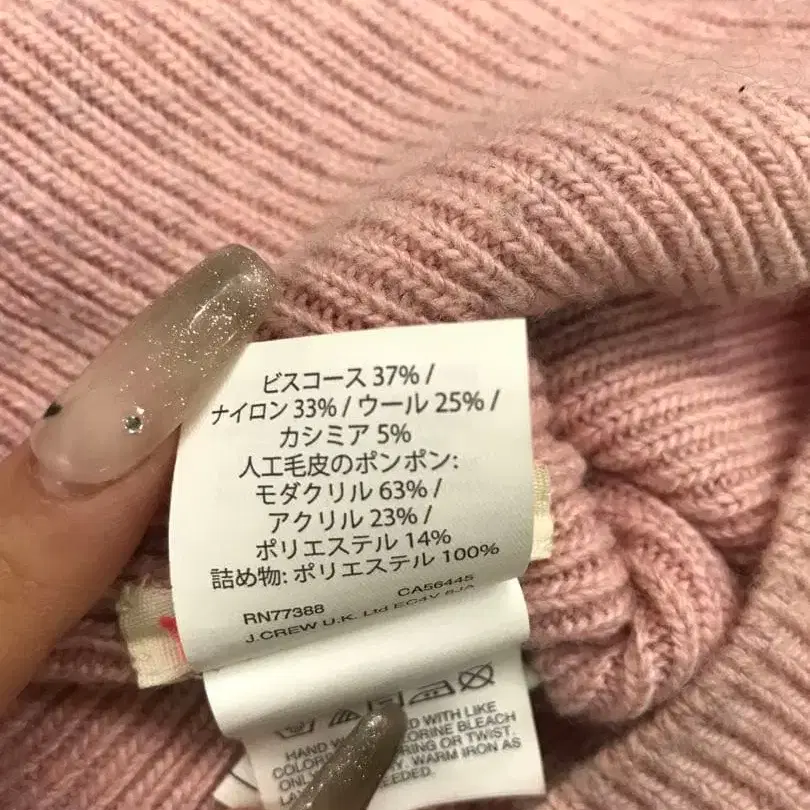 ビスコース 37% /
ナイロン 33% / ウール 25% /
カシミア 5%
人工毛皮のポンポン:
モダクリル 63% /
アクリル 23% /
ポリエステル 14%
詰め物: ポリエステル 100%
RN77388 CA56445
J.CREW U.K. Ltd EC4V 6JA
HAND WITH LIKE
BLEACH
ONLY OR TWIST.
WARM IRON AS
NEEDED.